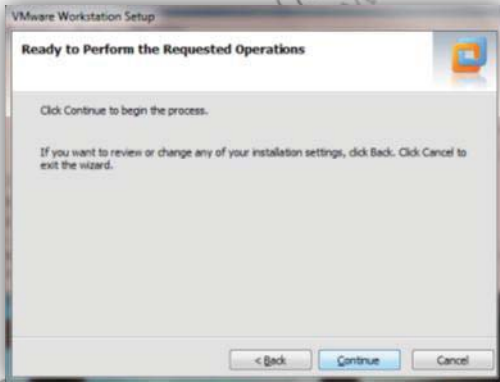 VMware Workstation Setup
Ready to Perform the Requested Operations
Click Continue to begin the process.
If you want to review or change any of your installation settings, click Back. Click Cancel to
exit the wizard.
< Back
Continue
Cancel